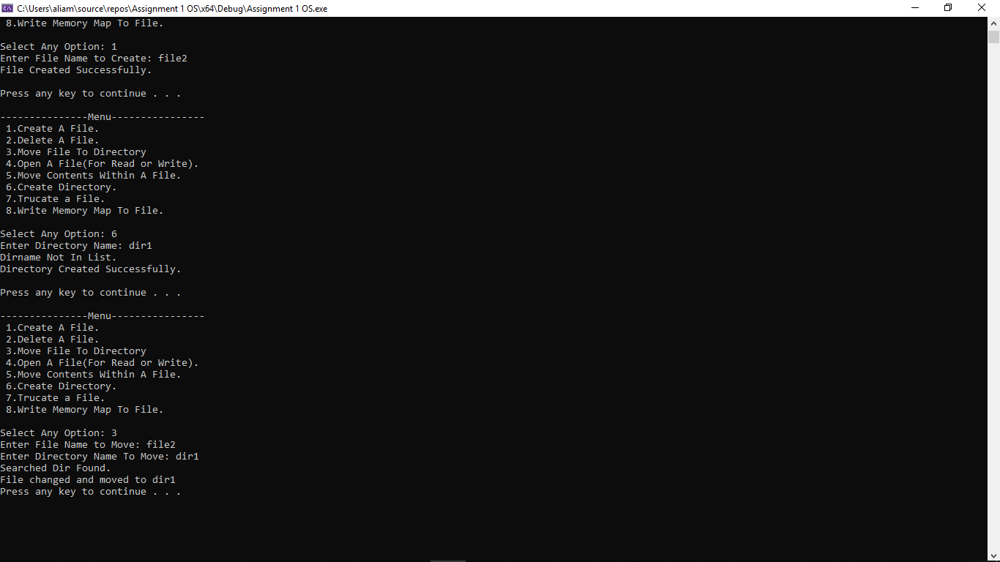 C:\Users\aliam\source\repos\Assignment 1 OS\x64\Debug\Assignment 1 OS.exe
8.Write Memory Map To File.
Select Any Option: 1
Enter File Name to Create: file2
File Created Successfully.
Press any key to continue . . .
---------------Menu----------------
1.Create A File.
2.Delete A File.
3.Move File To Directory
4.Open A File(For Read or Write).
5.Move Contents Within A File.
6.Create Directory.
7.Trucate a File.
8.Write Memory Map To File.
Select Any Option: 6
Enter Directory Name: dir1
Dirname Not In List.
Directory Created Successfully.
Press any key to continue . . .
---------------Menu----------------
1.Create A File.
2.Delete A File.
3.Move File To Directory
4.Open A File(For Read or Write).
5.Move Contents Within A File.
6.Create Directory.
7.Trucate a File.
8.Write Memory Map To File.
Select Any Option: 3
Enter File Name to Move: file2
Enter Directory Name To Move: dir1
Searched Dir Found.
File changed and moved to dir1
Press any key to continue . . .